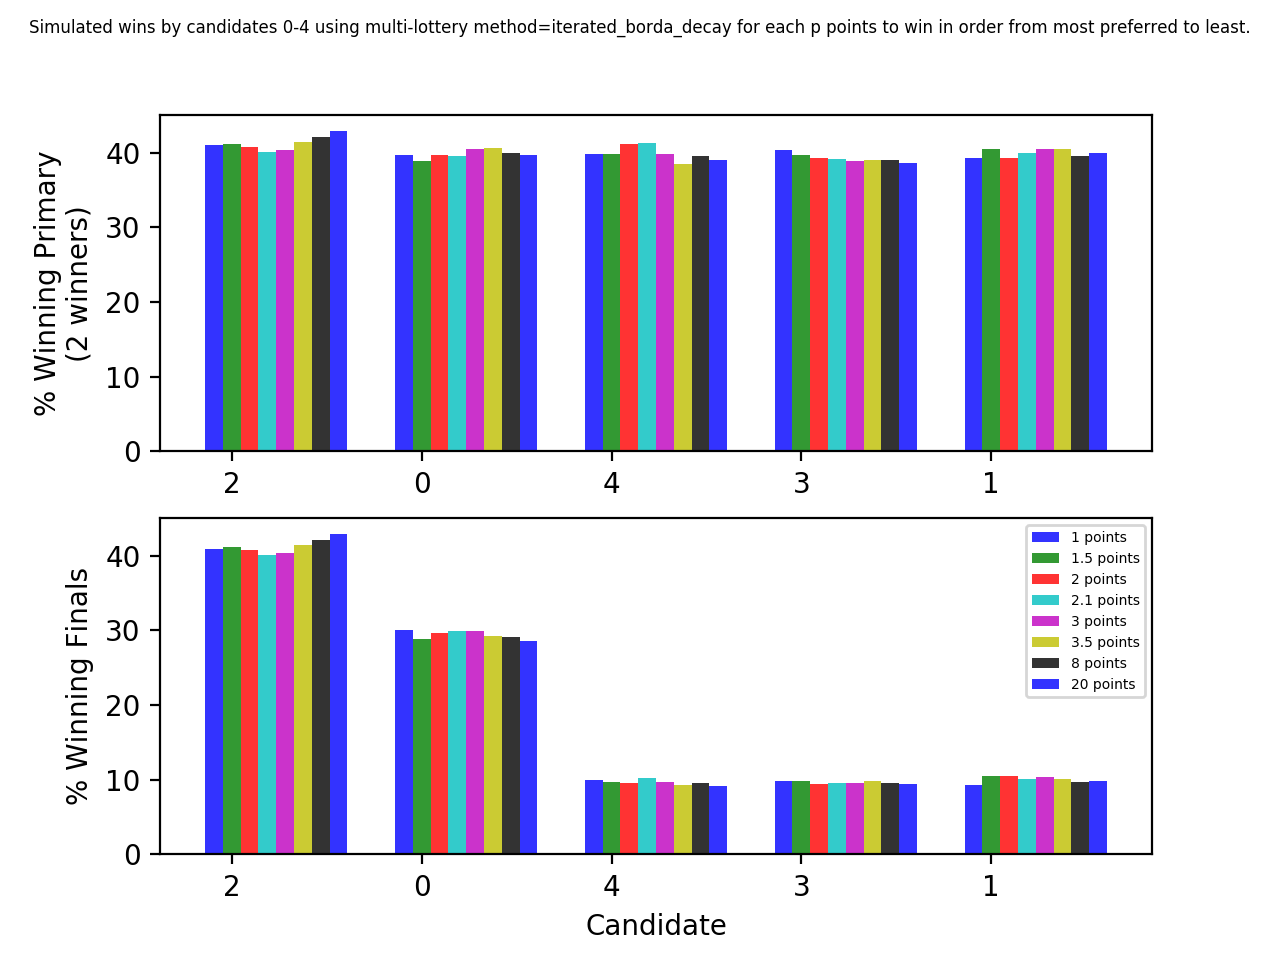 Simulated wins by candidates 0-4 using multi-lottery method=iterated_borda_decay for each p points to win in order from most preferred to least.
% Winning Primary
(2 winners)
40
30
20
10
0
2 0 4 3 1
% Winning Finals
40
30
20
10
0
1 points
1.5 points
2 points
2.1 points
3 points
3.5 points
8 points
20 points
2 0 4 3 1
Candidate